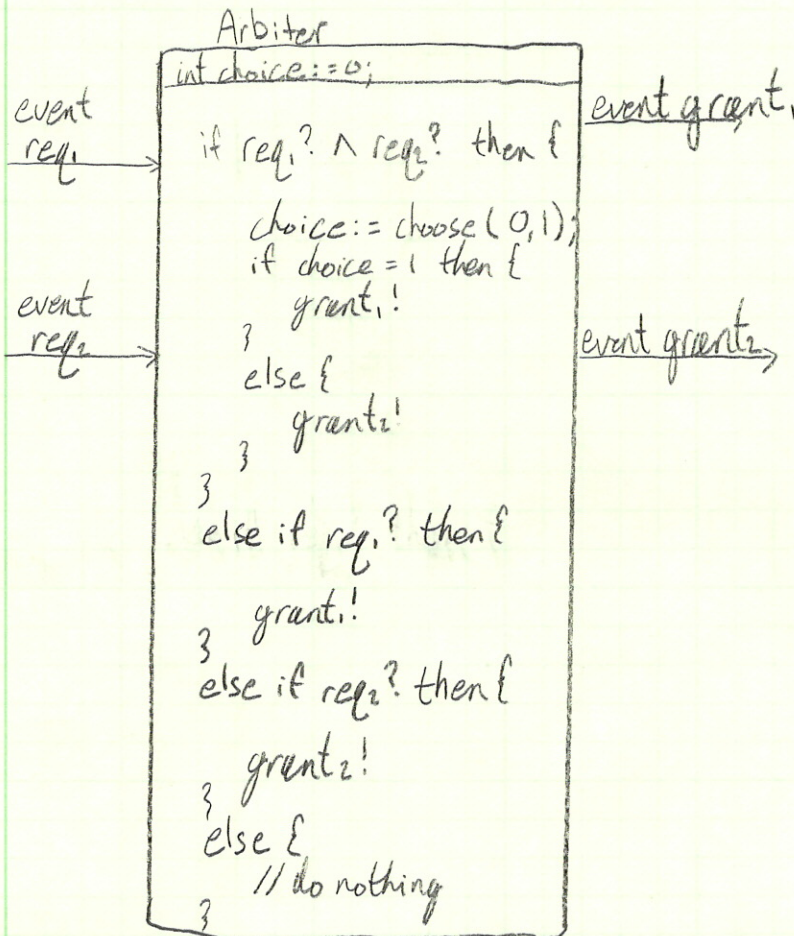 Arbiter
int choice:=0;
event
req₁
event grant₁
if req₁? ∧ req₂? then {
choice:= choose(0,1);
if choice = 1 then {
grant₁!
}
event
req₂
event grant₂
else {
grant₂!
}
}
else if req₁? then {
grant₁!
}
else if req₂? then {
grant₂!
}
else {
// do nothing
}